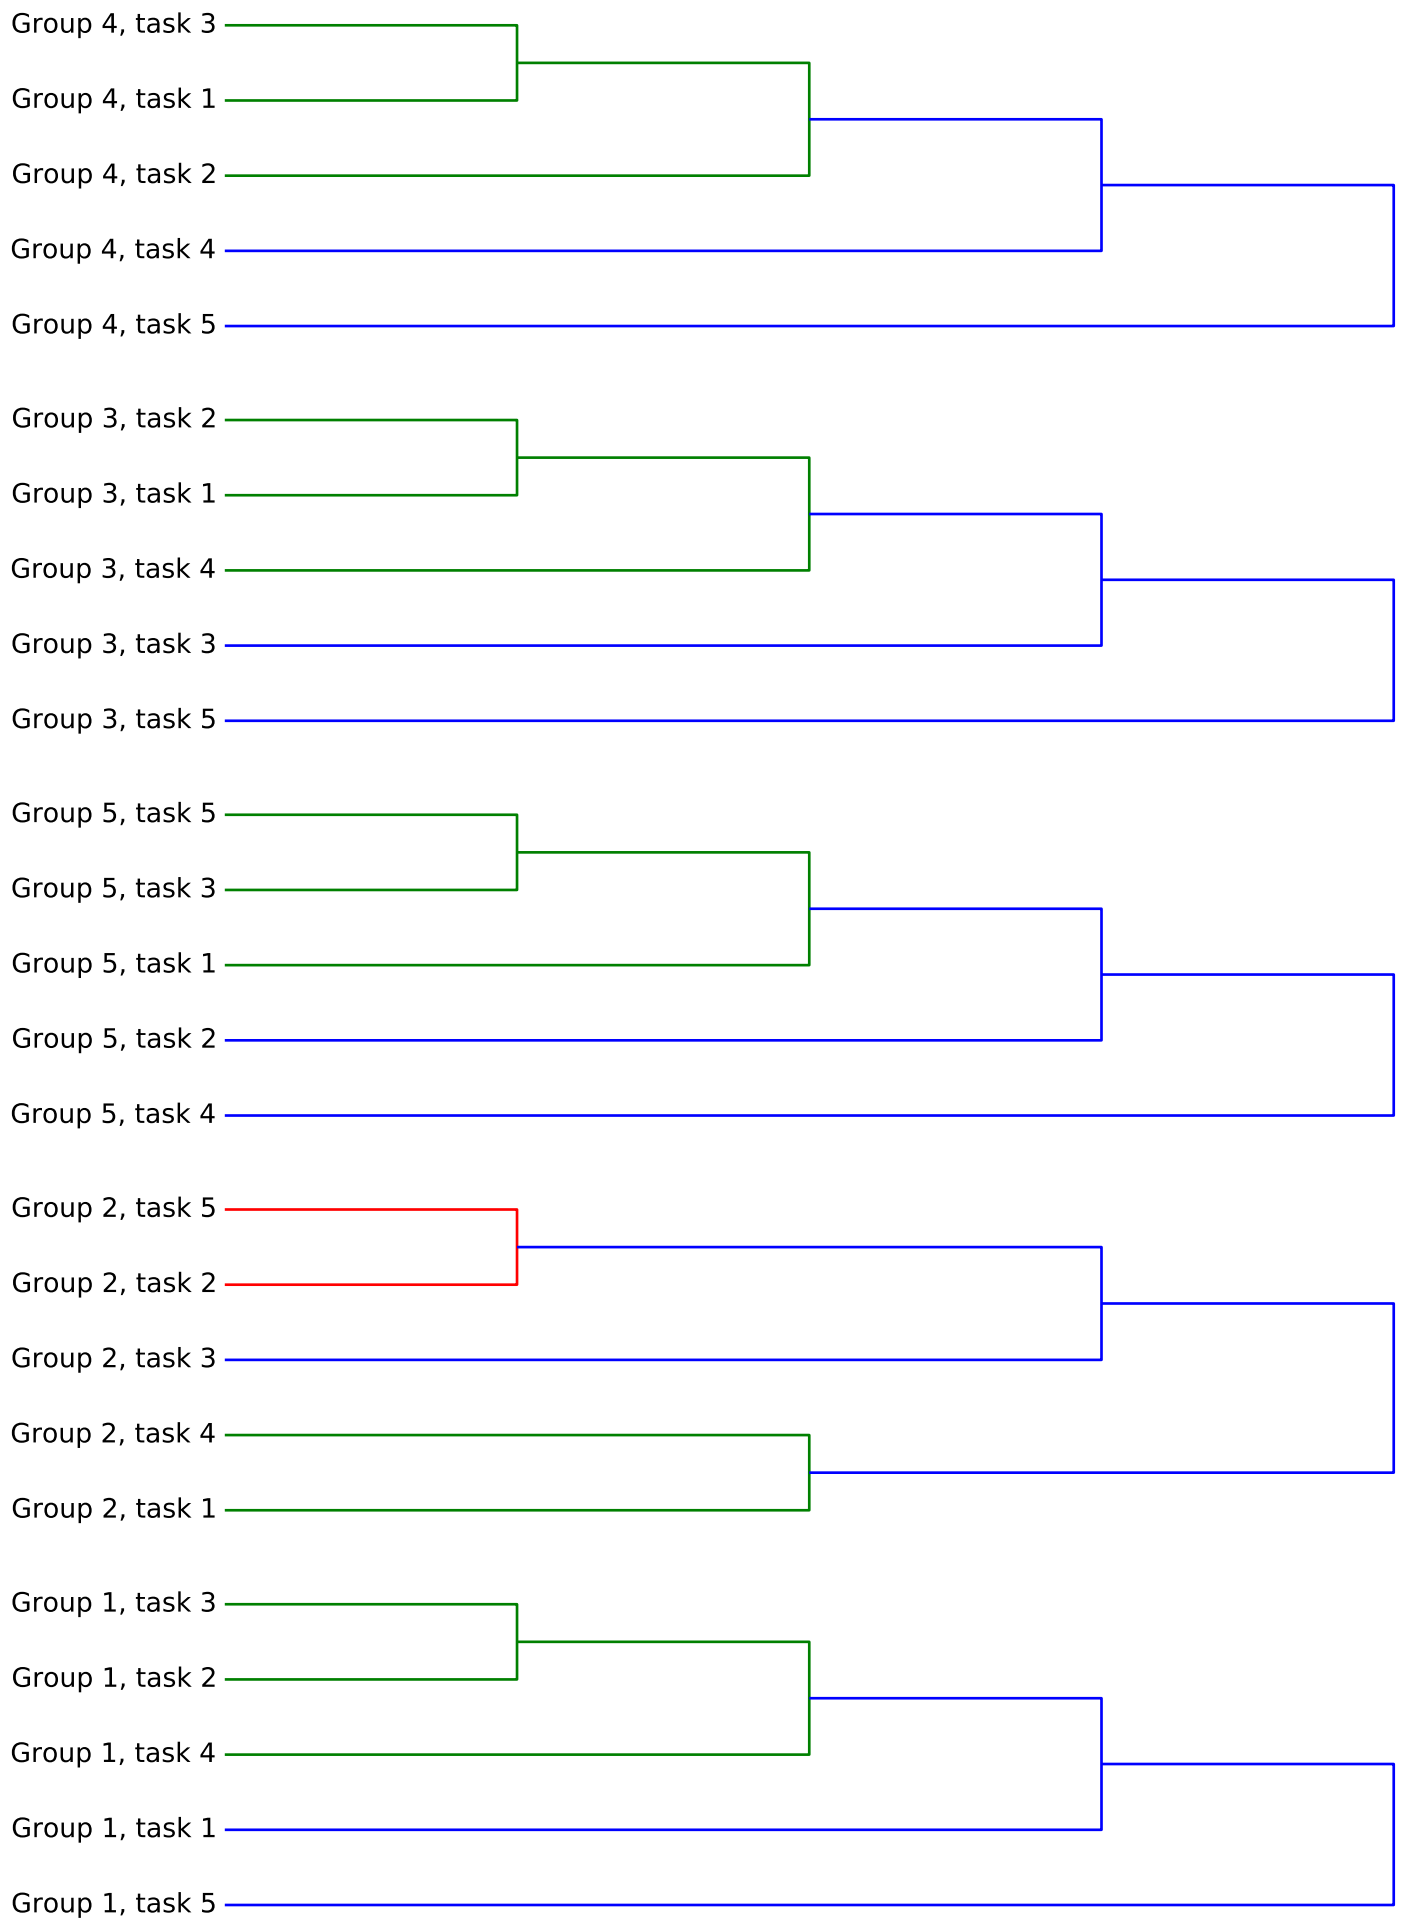 Group 4, task 3
Group 4, task 1
Group 4, task 2
Group 4, task 4
Group 4, task 5
Group 3, task 2
Group 3, task 1
Group 3, task 4
Group 3, task 3
Group 3, task 5
Group 5, task 5
Group 5, task 3
Group 5, task 1
Group 5, task 2
Group 5, task 4
Group 2, task 5
Group 2, task 2
Group 2, task 3
Group 2, task 4
Group 2, task 1
Group 1, task 3
Group 1, task 2
Group 1, task 4
Group 1, task 1
Group 1, task 5